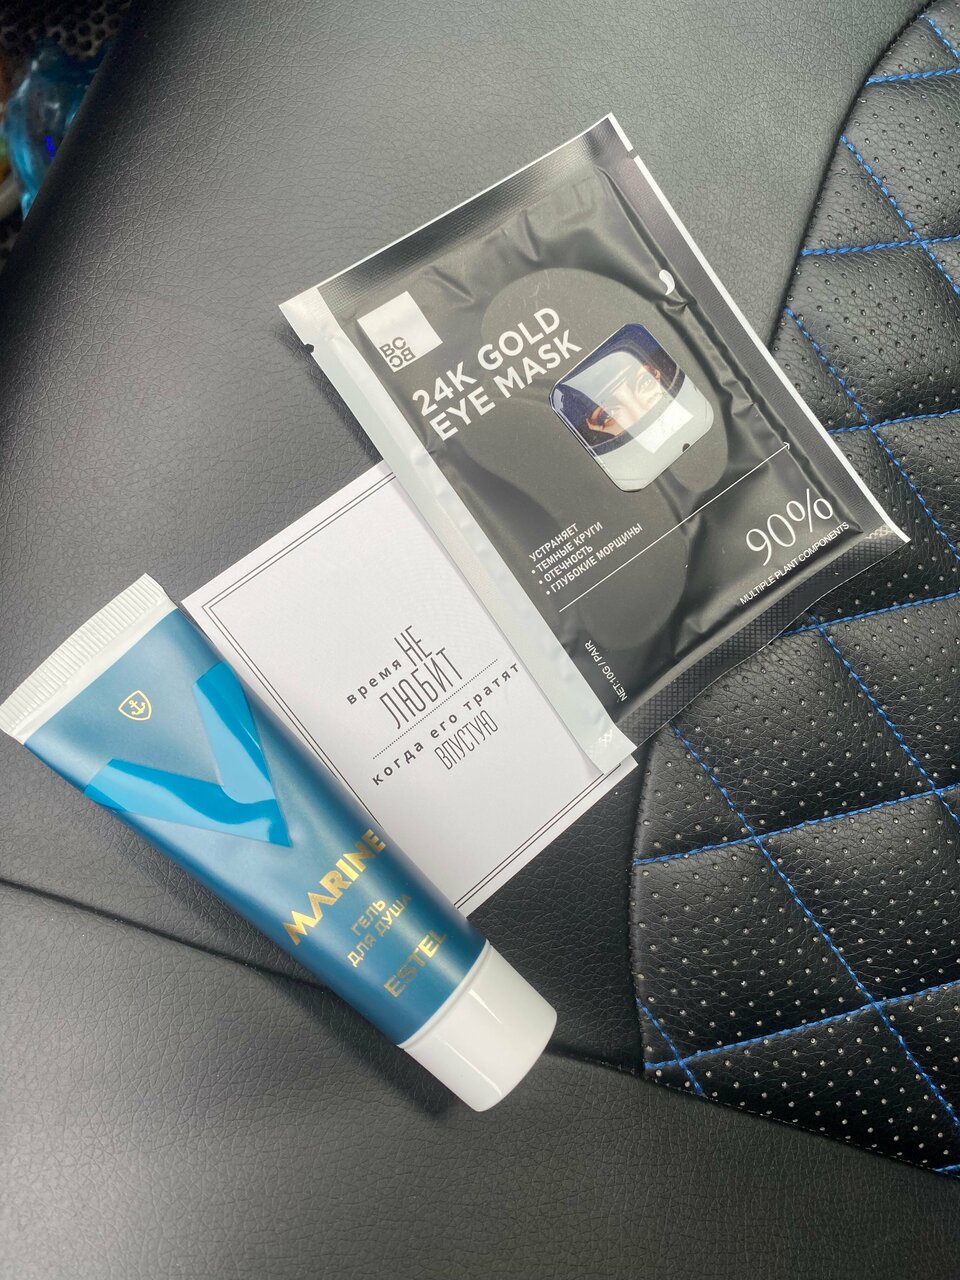 BC
BC
24K GOLD
EYE MASK
УСТРАНЯЕТ
• ТЕМНЫЕ КРУГИ
• ОТЕЧНОСТЬ
• ГЛУБОКИЕ МОРЩИНЫ
90%
MULTIPLE PLANT COMPONENTS
NET:10G / PAIR
время НЕ
ЛЮБИТ
когда его тратят
ВПУСТУЮ
MARINE
ГЕЛЬ
ДЛЯ ДУША
ESTEL